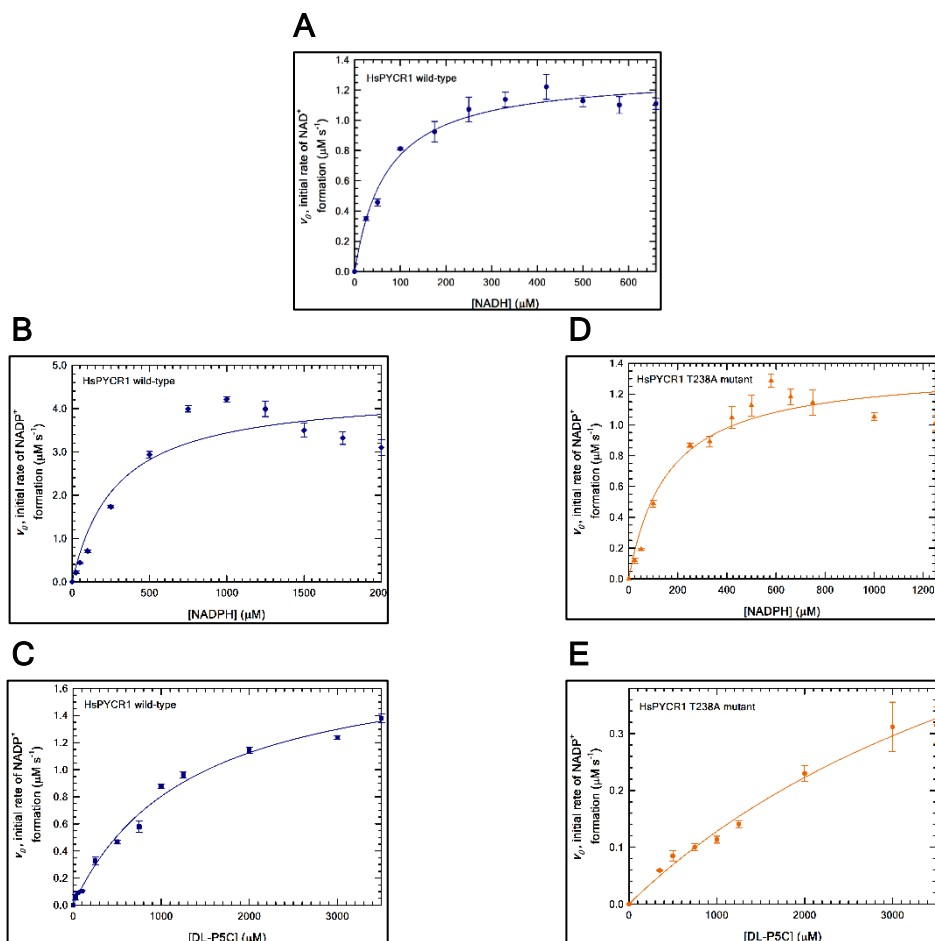 A
HsPYCR1 wild-type
v0, initial rate of NAD+
formation (µM s-1)
1.4
1.2
1.0
0.8
0.6
0.4
0.2
0.0
0 100 200 300 400 500 600
[NADH] (µM)
B
HsPYCR1 wild-type
v0, initial rate of NADP+
formation (µM s-1)
5.0
4.0
3.0
2.0
1.0
0.0
0 500 1000 1500 200
[NADPH] (µM)
D
HsPYCR1 T238A mutant
v0, initial rate of NADP+
formation (µM s-1)
1.4
1.2
1.0
0.8
0.6
0.4
0.2
0.0
0 200 400 600 800 1000 1200
[NADPH] (µM)
C
HsPYCR1 wild-type
v0, initial rate of NADP+
formation (µM s-1)
1.6
1.4
1.2
1.0
0.8
0.6
0.4
0.2
0.0
0 1000 2000 3000
[DL-P5C] (µM)
E
HsPYCR1 T238A mutant
v0, initial rate of NADP+
formation (µM s-1)
0.3
0.2
0.1
0.0
0 1000 2000 3000
[DL-P5C] (µM)